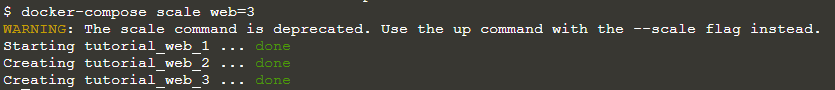 $ docker-compose scale web=3
WARNING: The scale command is deprecated. Use the up command with the --scale flag instead.
Starting tutorial_web_1 ... done
Creating tutorial_web_2 ... done
Creating tutorial_web_3 ... done